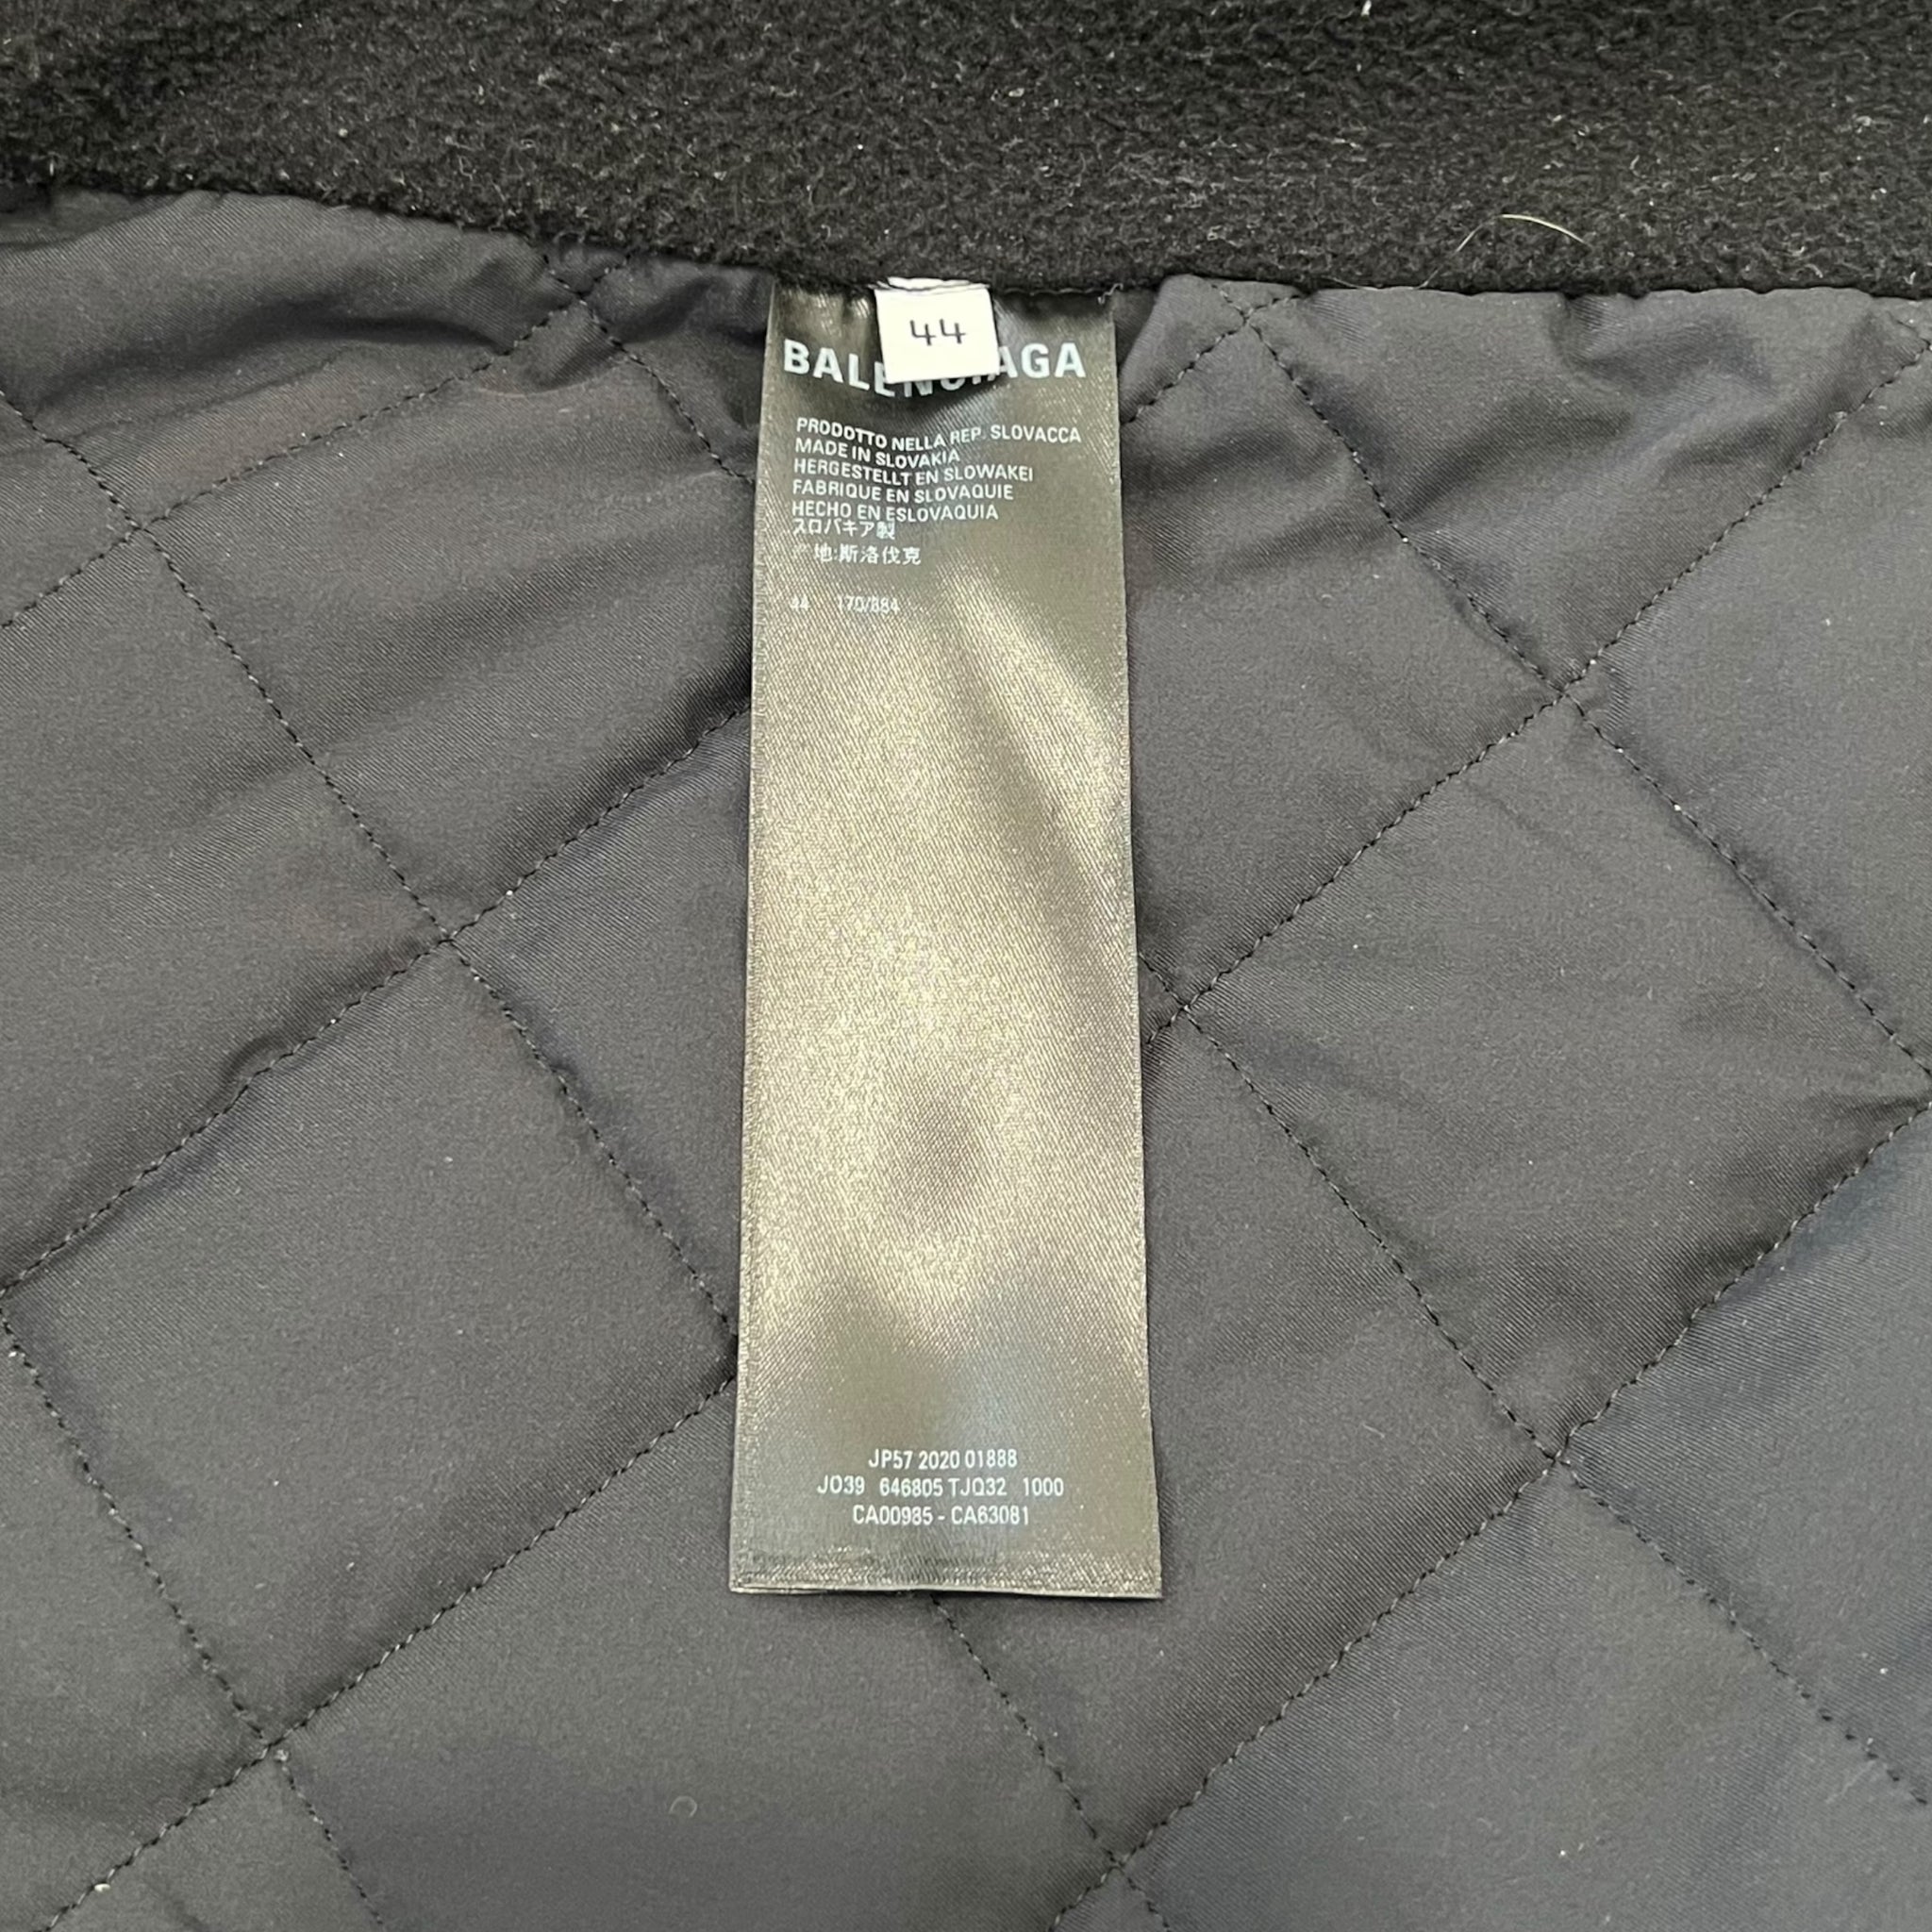 44
BALENCIAGA
PRODOTTO NELLA REP. SLOVACCA
MADE IN SLOVAKIA
HERGESTELLT EN SLOWAKEI
FABRIQUE EN SLOVAQUIE
HECHO EN ESLOVAQUIA
スロバキア製
产地:斯洛伐克
44 170/884
JP57 2020 01888
JO39 646805 TJQ32 1000
CA00985 - CA63081